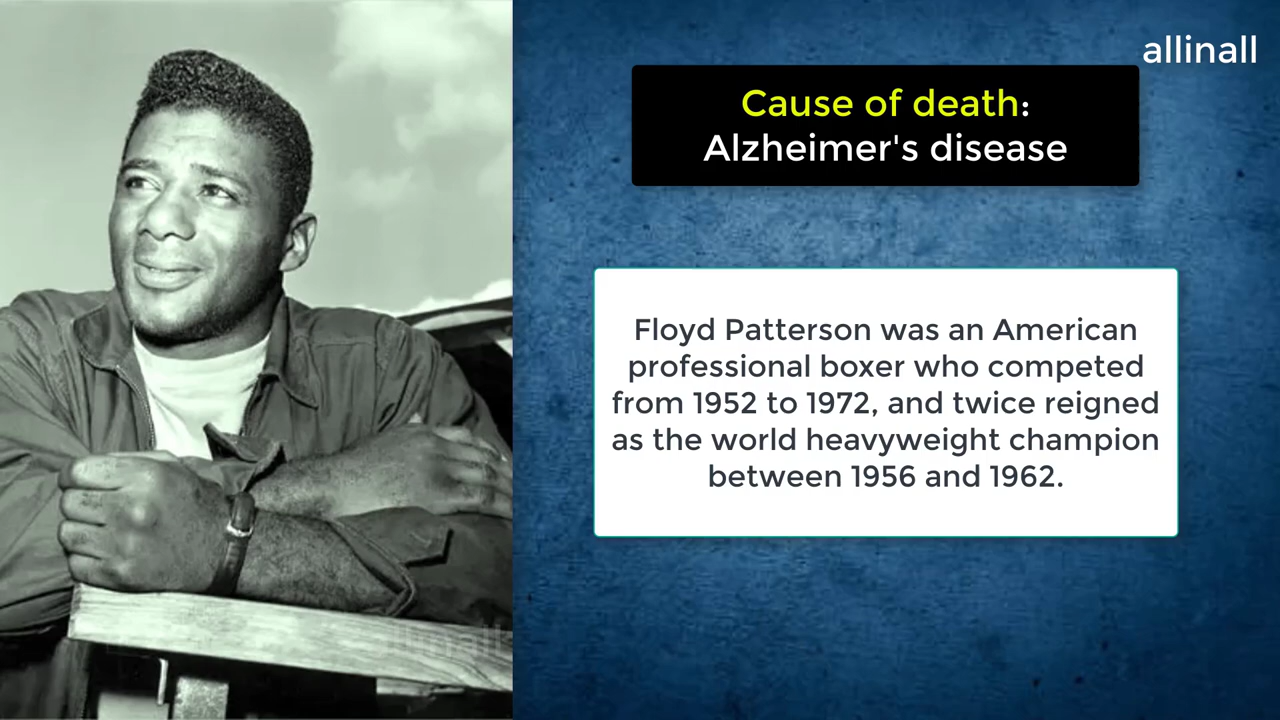 allinall
Cause of death:
Alzheimer's disease
Floyd Patterson was an American
professional boxer who competed
from 1952 to 1972, and twice reigned
as the world heavyweight champion
between 1956 and 1962.
allinall